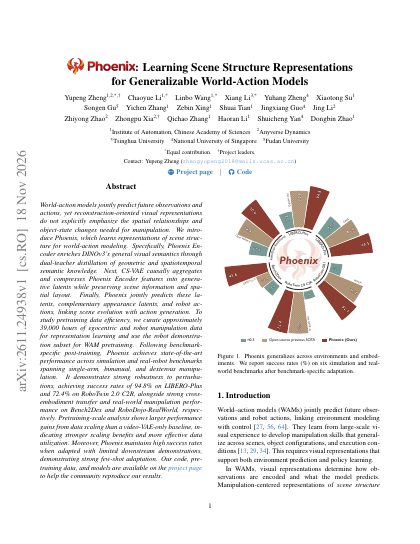 Phoenix: Learning Scene Structure Representations
for Generalizable World-Action Models
Yupeng Zheng Chaoyue Li Linbo Wang Xiang Li Yuhang Zheng Xiaotong Su
Songen Gu Yichen Zhang Zebin Xing Shuai Tian Jingxiang Guo Jing Li
Zhiyong Zhao Zhongpu Xia Qichao Zhang Haoran Li Shuicheng Yan Dongbin Zhao
1Institute of Automation, Chinese Academy of Sciences 2Anyverse Dynamics
3Tsinghua University 4National University of Singapore 5Fudan University
*Equal contribution. †Project leaders.
Contact: Yupeng Zheng
Project page | Code
arXiv:2611.24938v1 [cs.RO] 18 Nov 2026
Abstract
World-action models jointly predict future observations and
actions, yet reconstruction-oriented visual representations
do not explicitly emphasize the spatial relationships and
object-state changes needed for manipulation. We intro-
duce Phoenix, which learns representations of scene struc-
ture for world-action modeling. Specifically, Phoenix En-
coder enriches DINOv3's general visual semantics through
dual-teacher distillation of geometric and spatiotemporal
semantic knowledge. Next, CS-VAE causally aggregates
and compresses Phoenix Encoder features into gener-
ative latents while preserving scene information and spa-
tial layout. Finally, Phoenix jointly predicts these la-
tents, complementary appearance latents, and robot ac-
tions, linking scene evolution with action generation. To
study pretraining data efficiency, we curate approximately
39,000 hours of egocentric and robot manipulation data
for representation learning and use the robot demonstra-
tion subset for WAM pretraining. Following benchmark-
specific post-training, Phoenix achieves state-of-the-art
performance across simulation and real-robot benchmarks
spanning single-arm, bimanual, and dexterous manipula-
tion. It demonstrates strong robustness to perturba-
tions, achieving success rates of 94.8% on LIBERO-Plus
and 72.4% on RoboTwin 2.0 C2R, alongside strong cross-
embodiment transfer and real-world manipulation perfor-
mance on Bench2Dex and RoboDojo-RealWorld, respec-
tively. Pretraining-scale analysis shows larger performance
gains from data scaling than a video-VAE-only baseline, in-
dicating stronger scaling benefits and more effective data
utilization. Moreover, Phoenix maintains high success rates
when adapted with limited downstream demonstrations,
demonstrating strong few-shot adaptation. Our code, pre-
training data, and models are available on the project page
to help the community reproduce our results.
Phoenix
Phoenix (Ours)
Figure 1. Phoenix generalizes across environments and embodi-
ments. We report success rates (%) on six simulation and real-
world benchmarks after benchmark-specific adaptation.
1. Introduction
World-action models (WAMs) jointly predict future obser-
vations and robot actions, linking environment modeling
with control [27, 56, 64]. They learn from large-scale vi-
sual experience to develop manipulation skills that general-
ize across scenes, object configurations, and execution con-
ditions [13, 29, 34]. This requires visual representations that
support both environment prediction and policy learning.
In WAMs, visual representations determine how ob-
servations are encoded and what the model predicts.
Manipulation-centered representations of scene structure
1